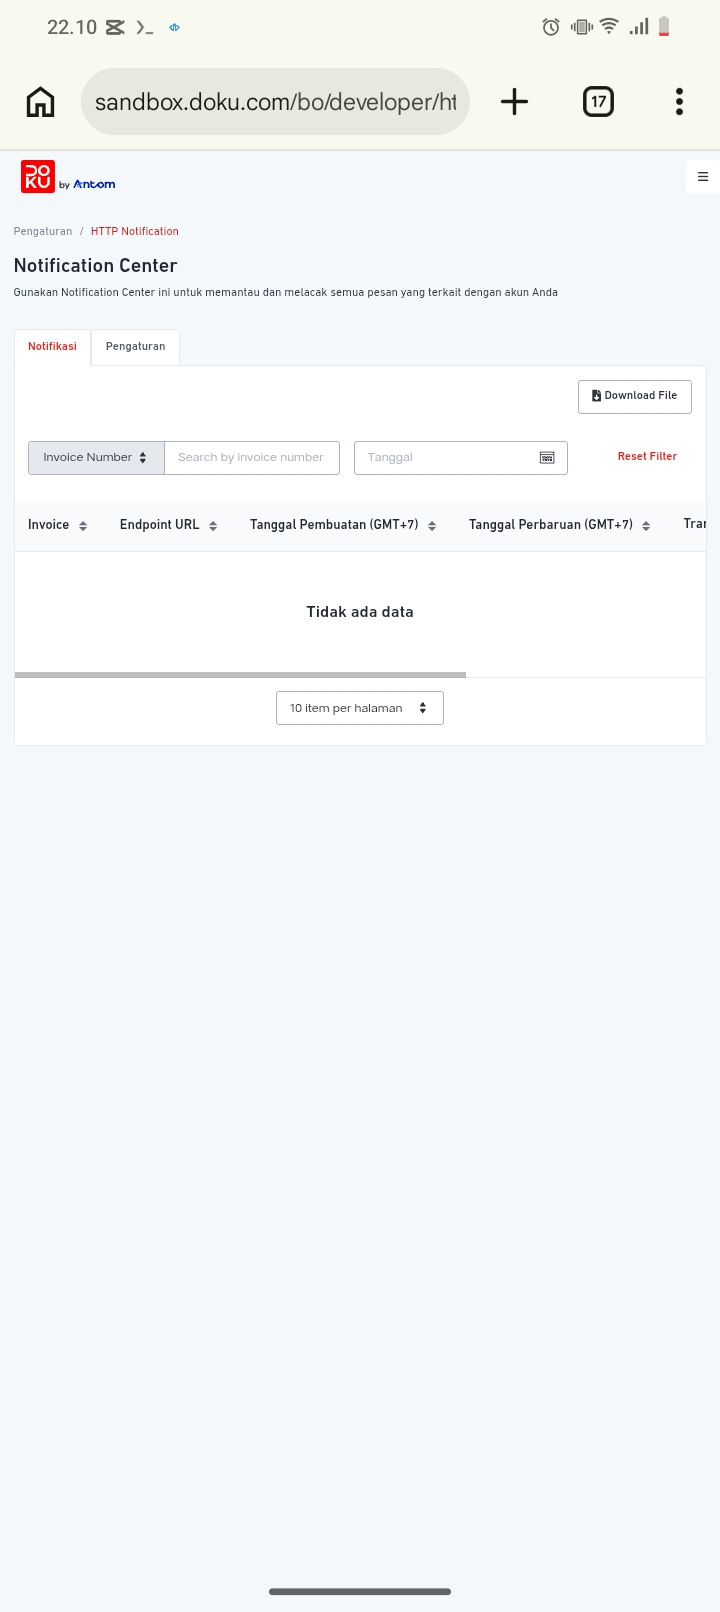 22.10
sandbox.doku.com/bo/developer/ht
17
DOKU by Antom
Pengaturan / HTTP Notification
Notification Center
Gunakan Notification Center ini untuk memantau dan melacak semua pesan yang terkait dengan akun Anda
Notifikasi Pengaturan
Download File
Invoice Number Search by invoice number Tanggal Reset Filter
Invoice Endpoint URL Tanggal Pembuatan (GMT+7) Tanggal Perbaruan (GMT+7) Tran
Tidak ada data
10 item per halaman